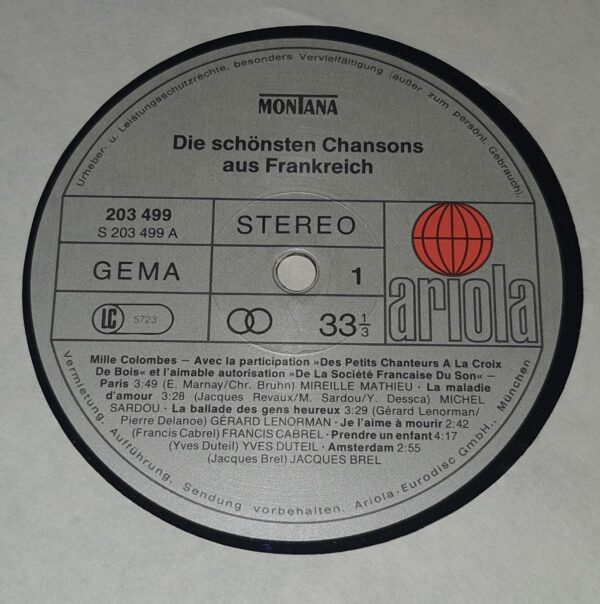 Urheber- u. Leistungsschutzrechte, besonders Vervielfältigung (außer zum persönl. Gebrauch),
MONTANA
Die schönsten Chansons
aus Frankreich
203 499
S 203 499 A
STEREO
GEMA
1
ariola
LC 5723
33 1/3
Mille Colombes – Avec la participation »Des Petits Chanteurs A La Croix
De Bois« et l'aimable autorisation »De La Société Francaise Du Son« –
Paris 3:49 (E. Marnay/Chr. Bruhn) MIREILLE MATHIEU · La maladie
d'amour 3:28 (Jacques Revaux/M. Sardou/Y. Dessca) MICHEL
SARDOU · La ballade des gens heureux 3:29 (Gérard Lenorman/
Pierre Delanoe) GÉRARD LENORMAN · Je l'aime à mourir 2:42
(Francis Cabrel) FRANCIS CABREL · Prendre un enfant 4:17
(Yves Duteil) YVES DUTEIL · Amsterdam 2:55
(Jacques Brel) JACQUES BREL
Vermietung, Aufführung, Sendung vorbehalten. Ariola-Eurodisc GmbH., München